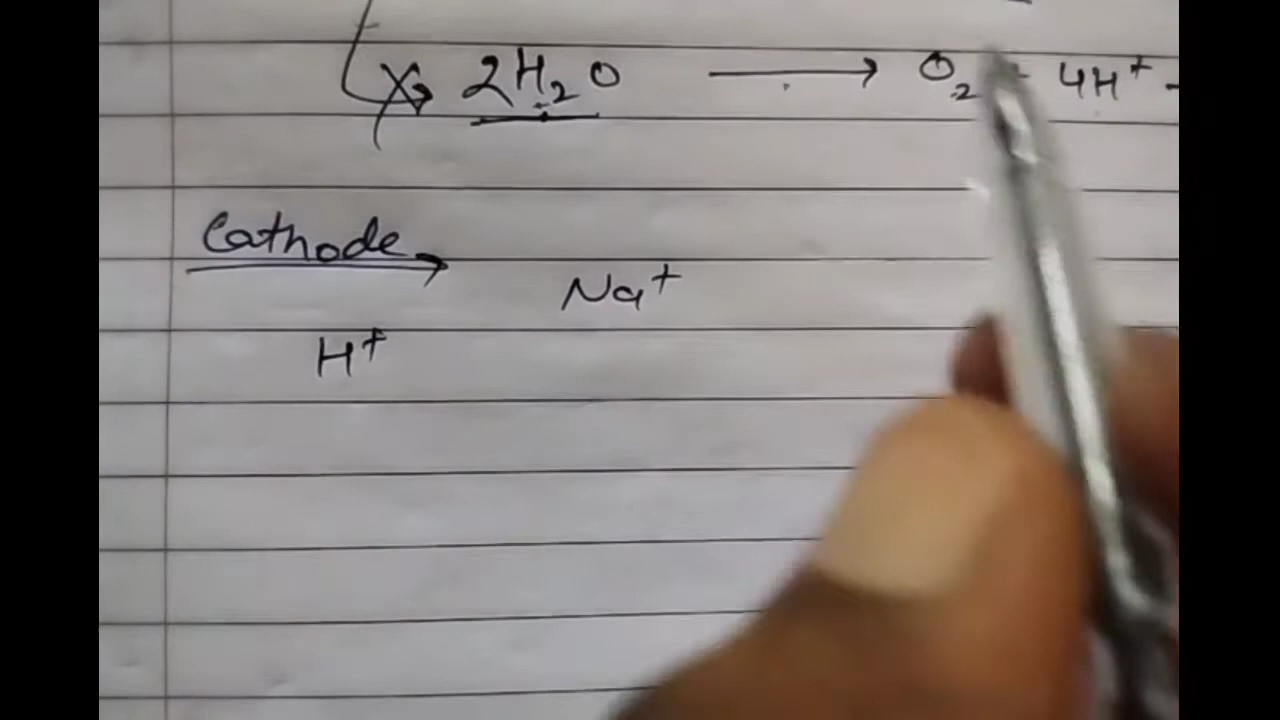 2H₂O ⟶ O₂ + 4H⁺
Cathode →
Na⁺
H⁺